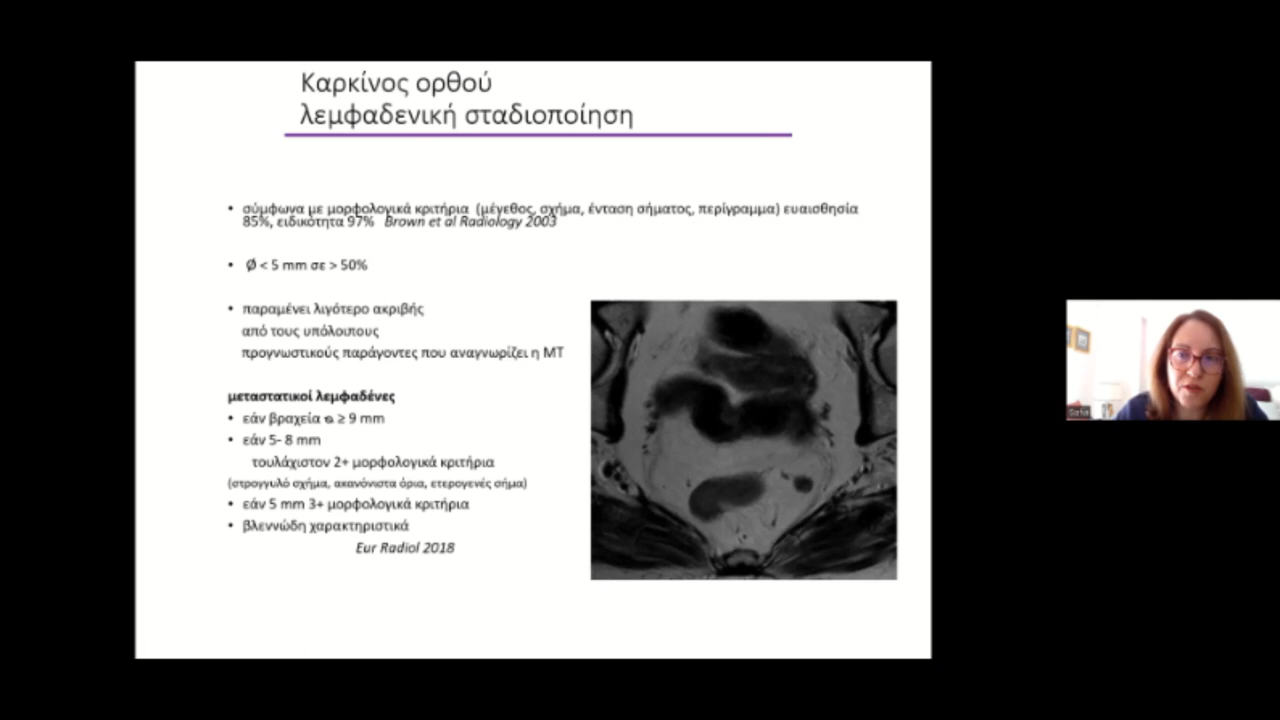 Καρκίνος ορθού
λεμφαδενική σταδιοποίηση
• σύμφωνα με μορφολογικά κριτήρια (μέγεθος, σχήμα, ένταση σήματος, περίγραμμα) ευαισθησία
85%, ειδικότητα 97% Brown et al Radiology 2003
• Ø < 5 mm σε > 50%
• παραμένει λιγότερο ακριβής
από τους υπόλοιπους
προγνωστικούς παράγοντες που αναγνωρίζει η ΜΤ
μεταστατικοί λεμφαδένες
• εάν βραχεία ≥ 9 mm
• εάν 5- 8 mm
τουλάχιστον 2+ μορφολογικά κριτήρια
(στρογγυλό σχήμα, ακανόνιστα όρια, ετερογενές σήμα)
• εάν 5 mm 3+ μορφολογικά κριτήρια
• βλεννώδη χαρακτηριστικά
Eur Radiol 2018